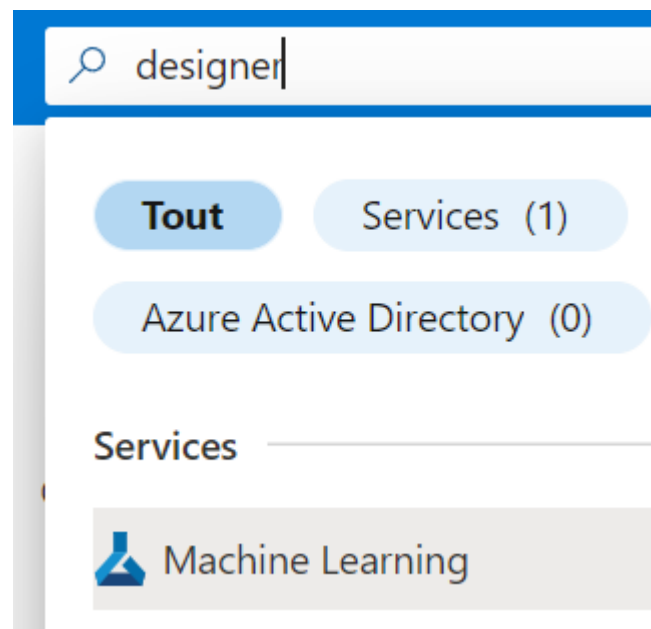 designer
Tout Services (1)
Azure Active Directory (0)
Services
Machine Learning